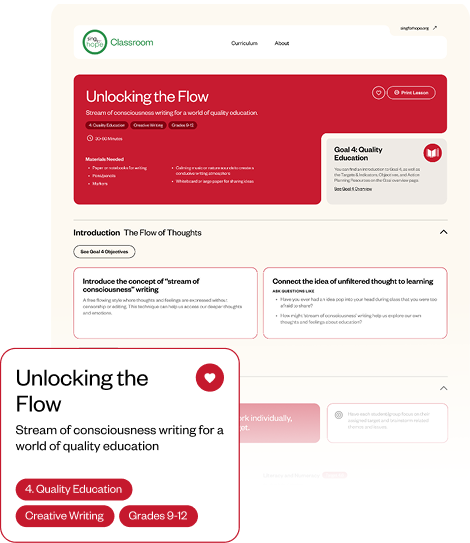 singforhope.org
sing for hope
Classroom
Curriculum
About
Unlocking the Flow
Print Lesson
Stream of consciousness writing for a world of quality education.
4. Quality Education
Creative Writing
Grades 9-12
Minutes
Materials Needed
Paper or notebooks for writing
Pens/pencils
Markers
Calming music or nature sounds to create a
conducive writing atmosphere
Whiteboard or large paper for sharing ideas
Goal 4: Quality
Education
You can find an introduction to Goal 4, as well as
the Targets & Indicators, Objectives, and Action
Planning Resources on the Goal overview page.
See Goal 4 Overview
Introduction The Flow of Thoughts
See Goal 4 Objectives
Introduce the concept of "stream of
consciousness" writing
A free flowing style where thoughts and feelings are expressed without
censorship or editing. This technique can help us access our deeper thoughts
and emotions.
Connect the idea of unfiltered thought to learning
ASK QUESTIONS LIKE
Have you ever had an idea pop into your head during class that you were too
afraid to share?
How might 'stream of consciousness' writing help us explore our own
thoughts and feelings about education?
individually,
Have each student/group focus on their
assigned target and
Unlocking the
Flow
Stream of consciousness writing for a
world of quality education
4. Quality Education
Creative Writing
Grades 9-12